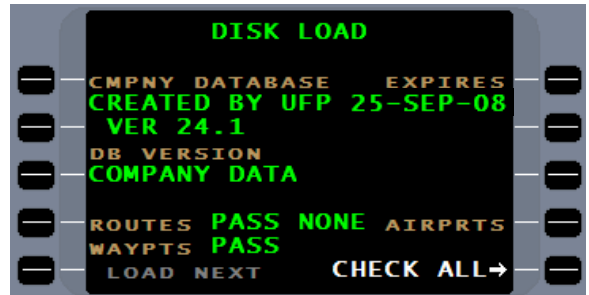 DISK LOAD
CMPNY DATABASE EXPIRES
CREATED BY UFP 25-SEP-08
VER 24.1
DB VERSION
COMPANY DATA
ROUTES PASS NONE AIRPRTS
WAYPTS PASS
LOAD NEXT CHECK ALL→